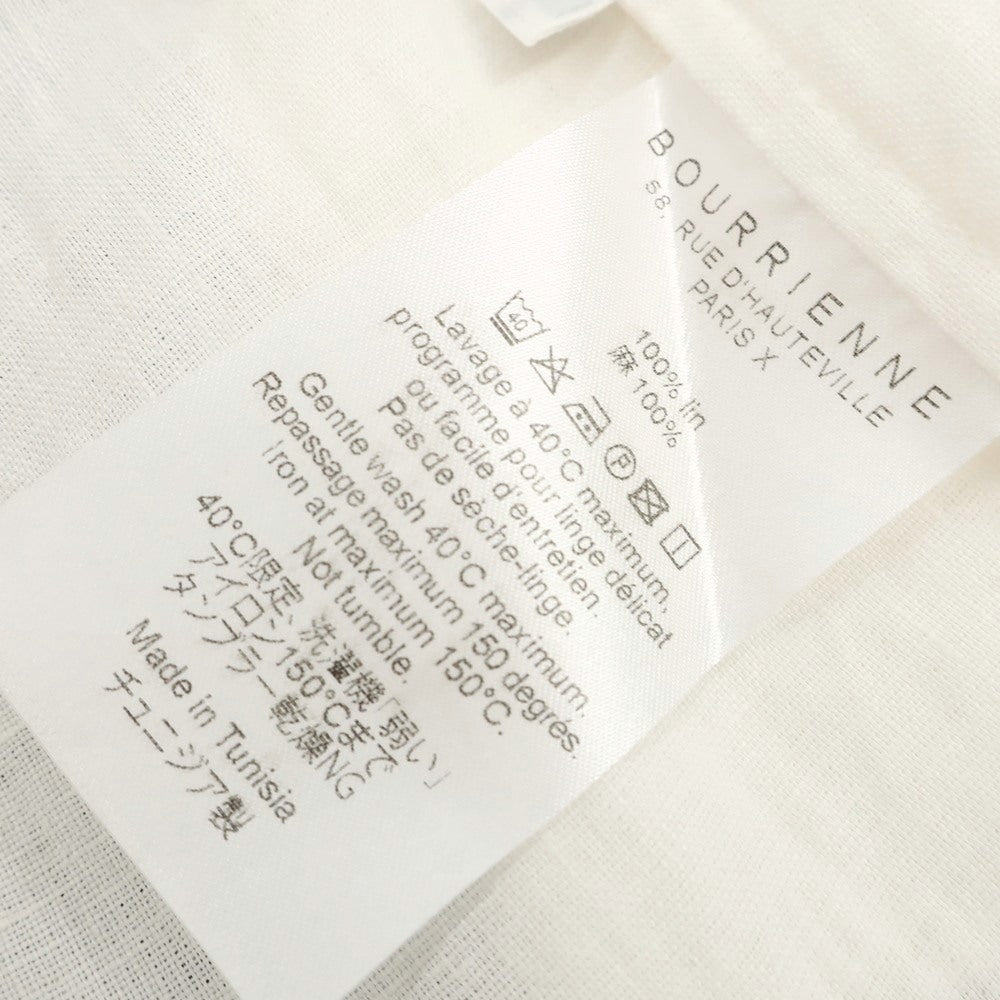 BOURRIENNE
58, RUE D'HAUTEVILLE
PARIS X
100% lin
麻 100%
40
P
Lavage à 40°C maximum,
programme pour linge délicat
ou facile d'entretien.
Pas de sèche-linge.
Gentle wash 40°C maximum.
Repassage maximum 150 degrés.
Iron at maximum 150°C.
Not tumble.
40°C限定、洗濯機「弱い」
アイロン150°Cまで
タンブラー乾燥NG
Made in Tunisia
チュニジア製